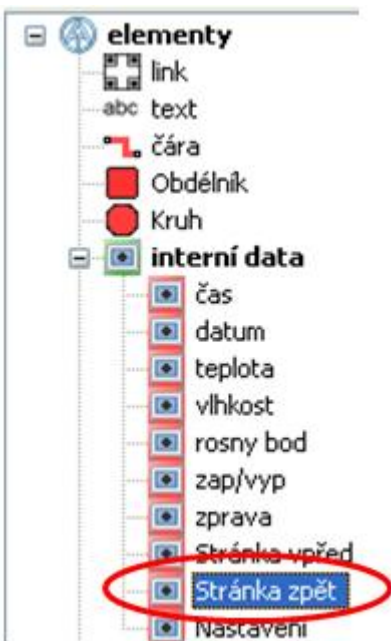 elementy
link
abc text
čára
Obdélník
Kruh
interní data
čas
datum
teplota
vlhkost
rosny bod
zap/vyp
zprava
Stránka vpřed
Stránka zpět
Nastavení